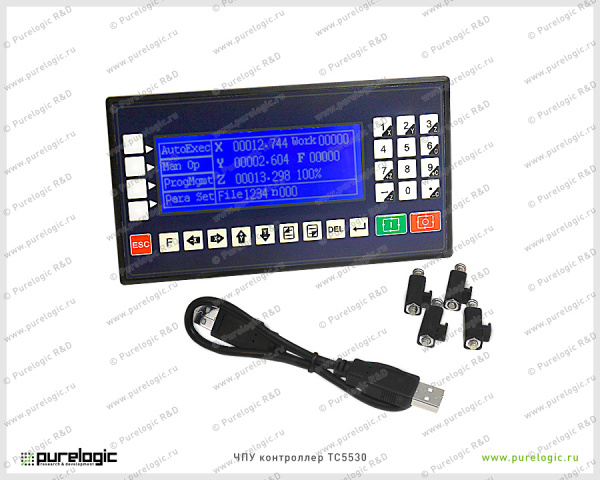 © Purelogic R&D
www.purelogic.ru
AutoExec X 00012.744 Work 00000
Man Op Y 00002.604 F 00000
ProgMgmt Z 00013.298 100%
Para Set File 1234 n000
1 2 3
4 5 6
7 8 9
ESC F DEL
purelogic
research & development
ЧПУ контроллер TC5530
www.purelogic.ru